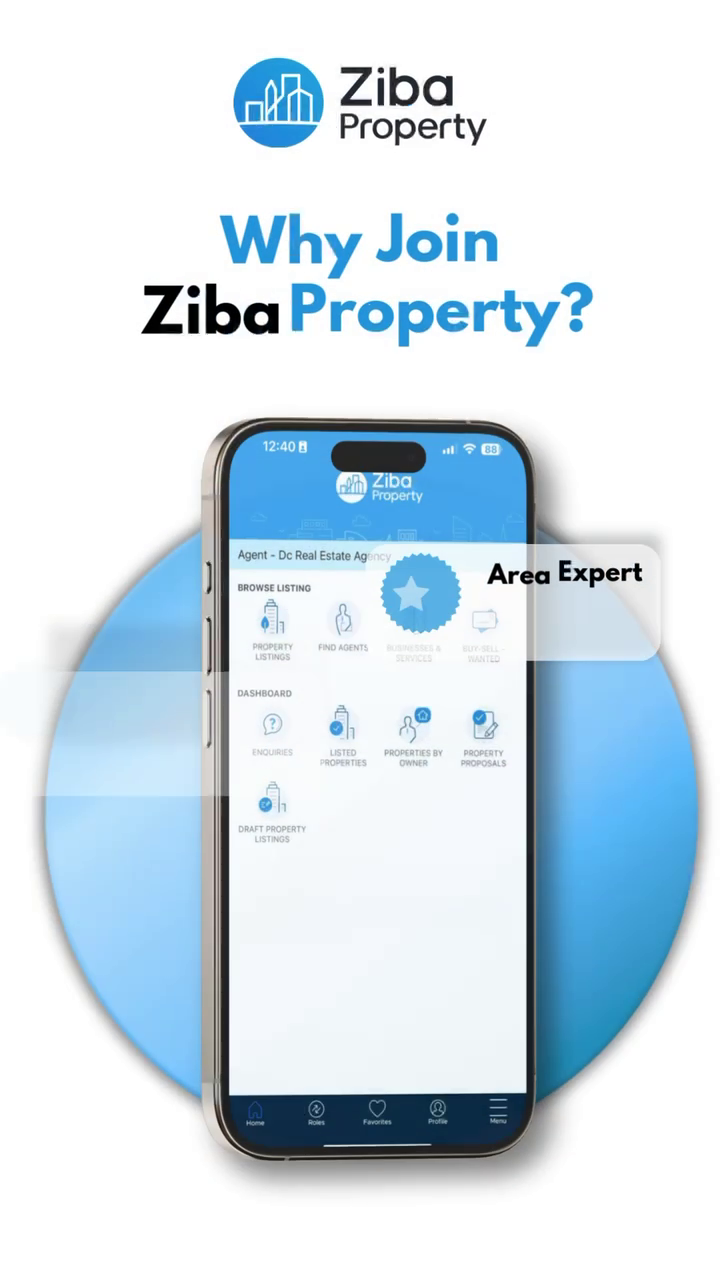 Ziba
Property
Why Join
Ziba Property?
12:40
88
Ziba
Property
Agent - Dc Real Estate Agency
Area Expert
BROWSE LISTING
PROPERTY
LISTINGS
FIND AGENTS
BUSINESSES &
SERVICES
BUY-SELL -
WANTED
DASHBOARD
ENQUIRIES
LISTED
PROPERTIES
PROPERTIES BY
OWNER
PROPERTY
PROPOSALS
DRAFT PROPERTY
LISTINGS
Home
Roles
Favorites
Profile
Menu